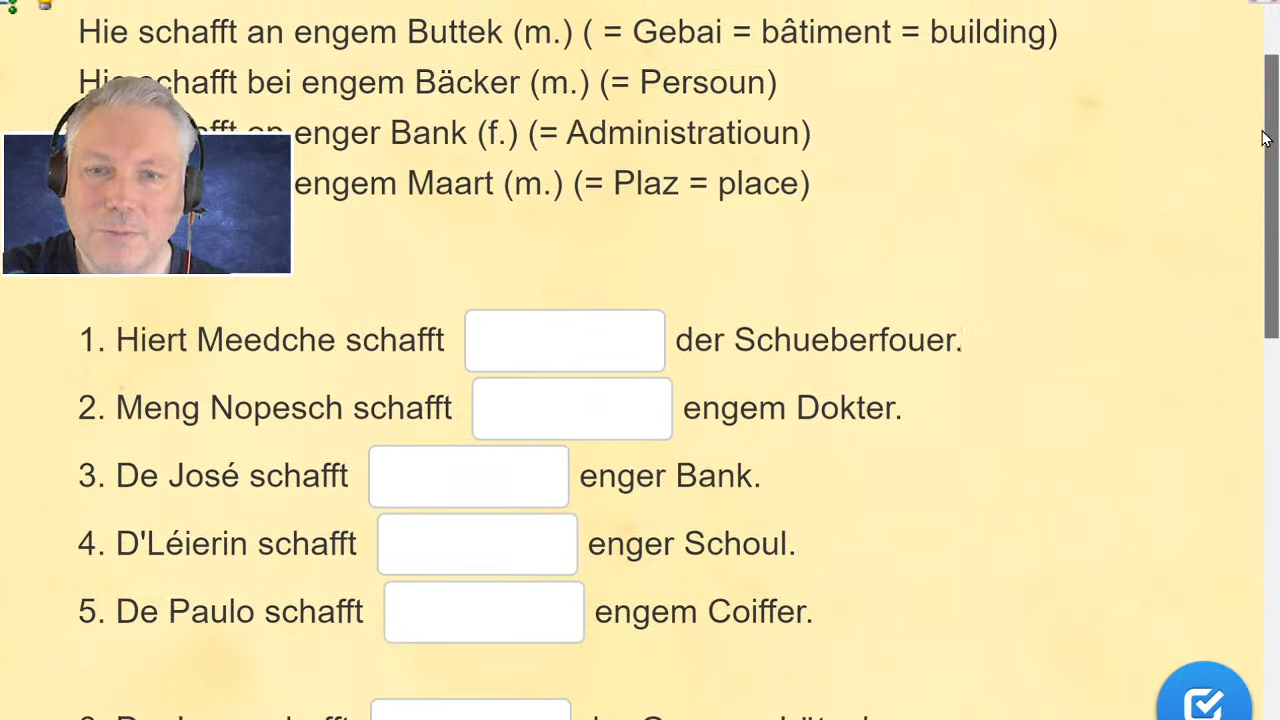 Hie schafft an engem Buttek (m.) ( = Gebai = bâtiment = building)
Hie schafft bei engem Bäcker (m.) (= Persoun)
enger Bank (f.) (= Administratioun)
engem Maart (m.) (= Plaz = place)
1. Hiert Meedche schafft der Schueberfouer.
2. Meng Nopesch schafft engem Dokter.
3. De José schafft enger Bank.
4. D'Léierin schafft enger Schoul.
5. De Paulo schafft engem Coiffer.